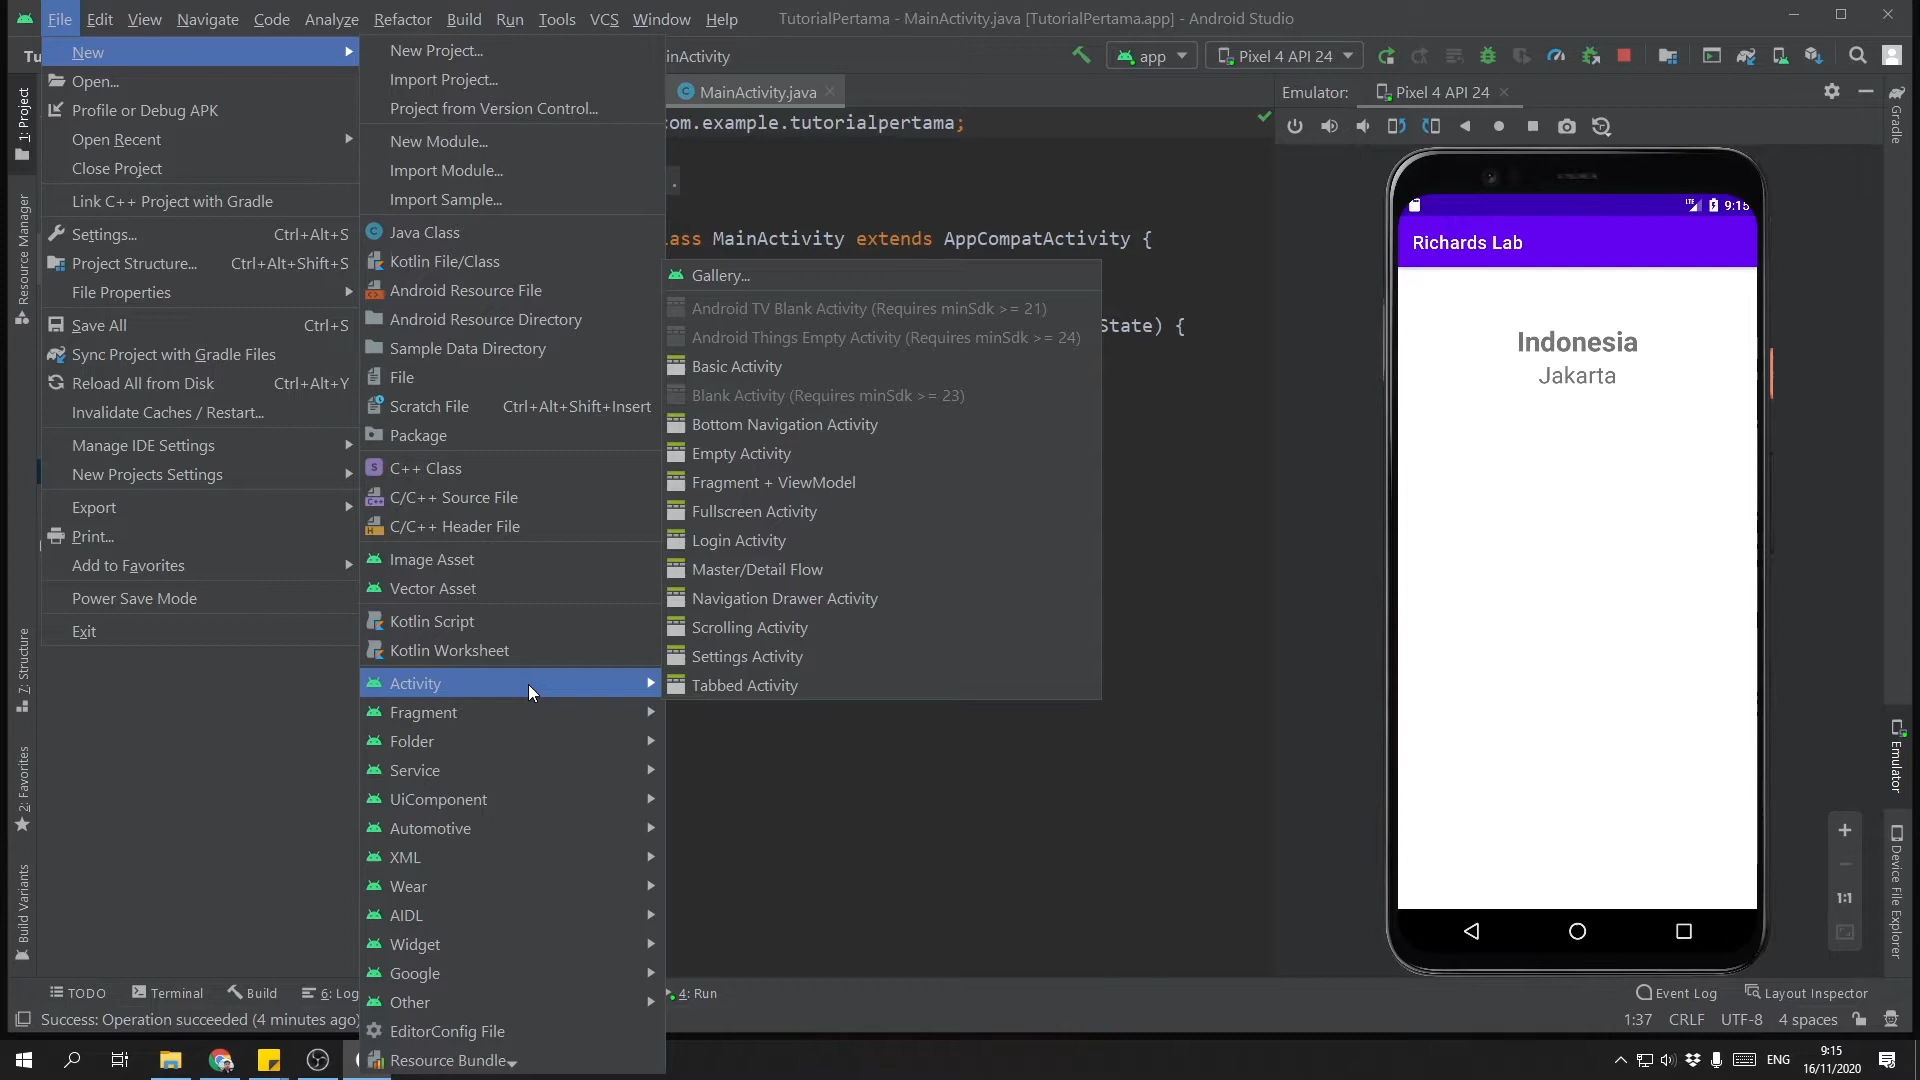 File Edit View Navigate Code Analyze Refactor Build Run Tools VCS Window Help TutorialPertama - MainActivity.java [TutorialPertama.app] - Android Studio
Tu
inActivity
app
Pixel 4 API 24
New
Open...
Profile or Debug APK
Open Recent
Close Project
Link C++ Project with Gradle
Settings... Ctrl+Alt+S
Project Structure... Ctrl+Alt+Shift+S
File Properties
Save All Ctrl+S
Sync Project with Gradle Files
Reload All from Disk Ctrl+Alt+Y
Invalidate Caches / Restart...
Manage IDE Settings
New Projects Settings
Export
Print...
Add to Favorites
Power Save Mode
Exit
New Project...
Import Project...
Project from Version Control...
New Module...
Import Module...
Import Sample...
Java Class
Kotlin File/Class
Android Resource File
Android Resource Directory
Sample Data Directory
File
Scratch File Ctrl+Alt+Shift+Insert
Package
C++ Class
C/C++ Source File
C/C++ Header File
Image Asset
Vector Asset
Kotlin Script
Kotlin Worksheet
Activity
Fragment
Folder
Service
UiComponent
Automotive
XML
Wear
AIDL
Widget
Google
Other
EditorConfig File
Resource Bundle
Gallery...
Android TV Blank Activity (Requires minSdk >= 21)
Android Things Empty Activity (Requires minSdk >= 24)
Basic Activity
Blank Activity (Requires minSdk >= 23)
Bottom Navigation Activity
Empty Activity
Fragment + ViewModel
Fullscreen Activity
Login Activity
Master/Detail Flow
Navigation Drawer Activity
Scrolling Activity
Settings Activity
Tabbed Activity
MainActivity.java
com.example.tutorialpertama;
.
lass MainActivity extends AppCompatActivity {
State) {
Emulator: Pixel 4 API 24
LTE 9:15
Richards Lab
Indonesia
Jakarta
1:1
1: Project
Resource Manager
7: Structure
2: Favorites
Build Variants
Gradle
Emulator
Device File Explorer
TODO Terminal Build 6: Log 4: Run Event Log Layout Inspector
Success: Operation succeeded (4 minutes ago) 1:37 CRLF UTF-8 4 spaces
ENG 9:15
16/11/2020